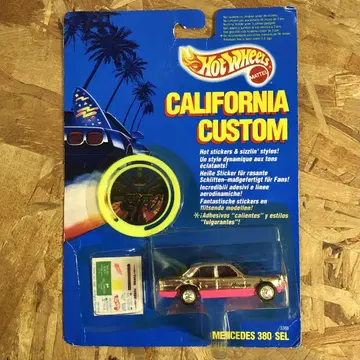 Hot Wheels
MATTEL
CALIFORNIA
CUSTOM
Hot stickers & sizzlin' styles!
Un style dynamique aux tons
éclatants!
Heiße Sticker für rasante
Schlitten-maßgefertigt für Fans!
Incredibili adesivi o linee
aerodinamiche!
Fantastische stickers en
flitsende modellen!
¡Adhesivos "calientes" y estilos
"fulgurantes"!
MERCEDES 380 SEL